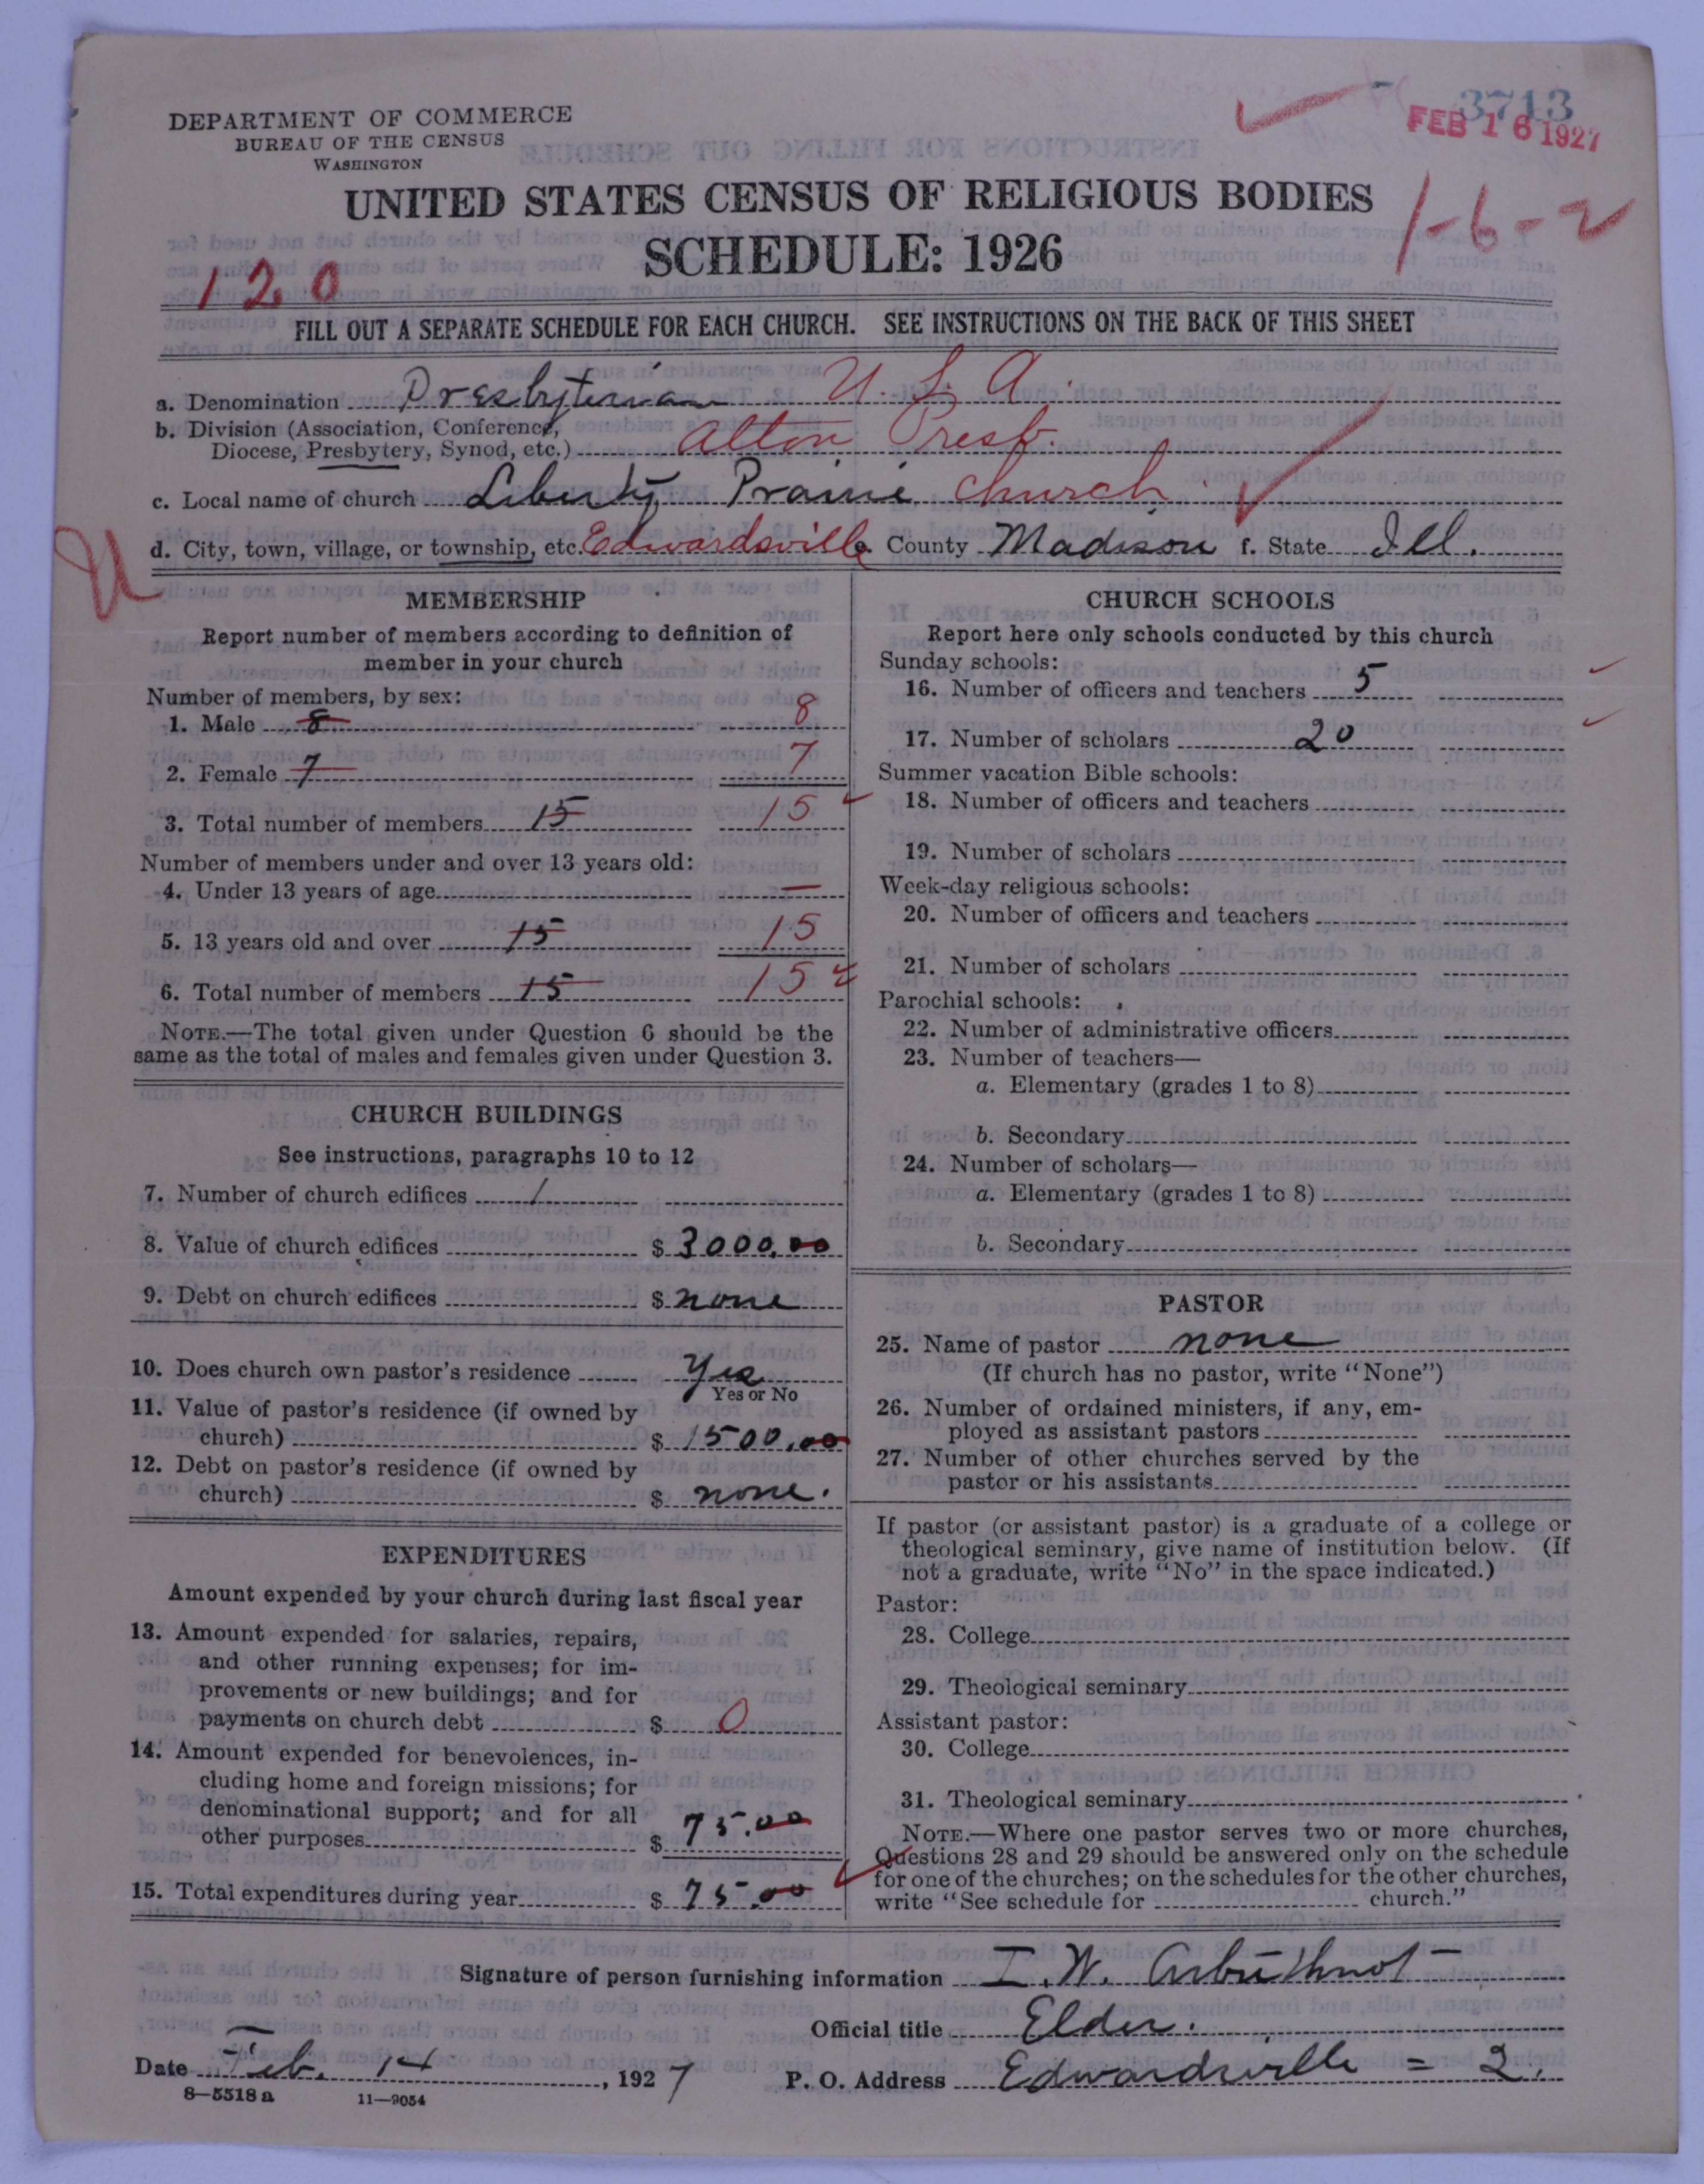 3713
FEB 16 1927
DEPARTMENT OF COMMERCE
BUREAU OF THE CENSUS
WASHINGTON
UNITED STATES CENSUS OF RELIGIOUS BODIES
1-6-2
SCHEDULE: 1926
120
FILL OUT A SEPARATE SCHEDULE FOR EACH CHURCH. SEE INSTRUCTIONS ON THE BACK OF THIS SHEET
a. Denomination Presbyterian U. S. A.
b. Division (Association, Conference,
Diocese, Presbytery, Synod, etc.) Alton Presb.
c. Local name of church Liberty Prairie Church
d. City, town, village, or township, etc. Edwardsville e. County Madison f. State Ill.
U
MEMBERSHIP
Report number of members according to definition of
member in your church
Number of members, by sex:
1. Male 8 8
2. Female 7 7
3. Total number of members 15 15
Number of members under and over 13 years old:
4. Under 13 years of age —
5. 13 years old and over 15 15
6. Total number of members 15 15
NOTE.—The total given under Question 6 should be the
same as the total of males and females given under Question 3.
CHURCH BUILDINGS
See instructions, paragraphs 10 to 12
7. Number of church edifices 1
8. Value of church edifices $ 3000.00
9. Debt on church edifices $ none
10. Does church own pastor's residence Yes
Yes or No
11. Value of pastor's residence (if owned by
church) $ 1500.00
12. Debt on pastor's residence (if owned by
church) $ none.
EXPENDITURES
Amount expended by your church during last fiscal year
13. Amount expended for salaries, repairs,
and other running expenses; for im-
provements or new buildings; and for
payments on church debt $ 0
14. Amount expended for benevolences, in-
cluding home and foreign missions; for
denominational support; and for all
other purposes $ 75.00
15. Total expenditures during year $ 75.00
CHURCH SCHOOLS
Report here only schools conducted by this church
Sunday schools:
16. Number of officers and teachers 5
17. Number of scholars 20
Summer vacation Bible schools:
18. Number of officers and teachers
19. Number of scholars
Week-day religious schools:
20. Number of officers and teachers
21. Number of scholars
Parochial schools:
22. Number of administrative officers
23. Number of teachers—
a. Elementary (grades 1 to 8)
b. Secondary
24. Number of scholars—
a. Elementary (grades 1 to 8)
b. Secondary
PASTOR
25. Name of pastor none
(If church has no pastor, write "None")
26. Number of ordained ministers, if any, em-
ployed as assistant pastors
27. Number of other churches served by the
pastor or his assistants
If pastor (or assistant pastor) is a graduate of a college or
theological seminary, give name of institution below. (If
not a graduate, write "No" in the space indicated.)
Pastor:
28. College
29. Theological seminary
Assistant pastor:
30. College
31. Theological seminary
NOTE.—Where one pastor serves two or more churches,
Questions 28 and 29 should be answered only on the schedule
for one of the churches; on the schedules for the other churches,
write "See schedule for church."
Signature of person furnishing information I. W. Arbuthnot
Official title Elder.
Date Feb. 14, 1927 P. O. Address Edwardsville = 2.
8—5518a 11—9054